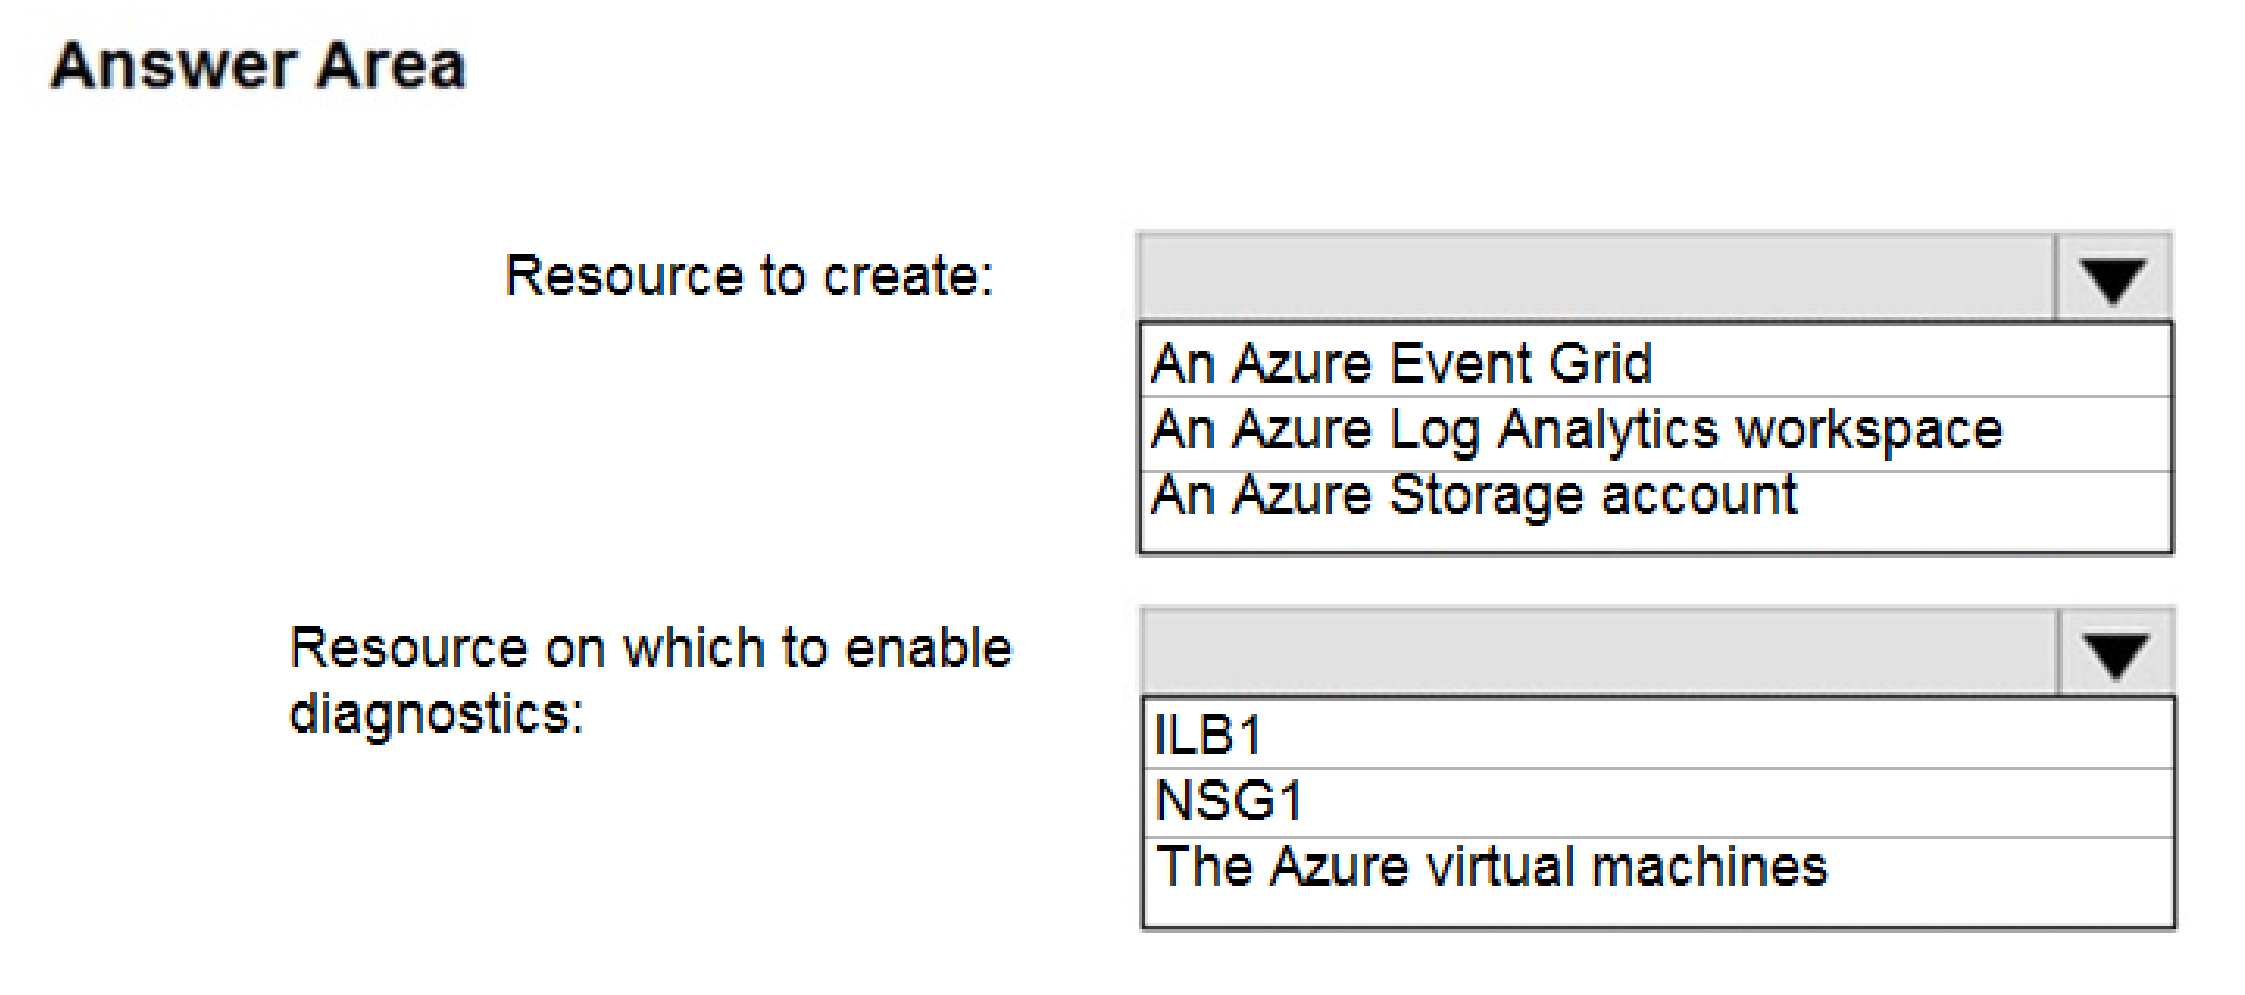 Answer Area
Resource to create:
An Azure Event Grid
An Azure Log Analytics workspace
An Azure Storage account
Resource on which to enable
diagnostics:
ILB1
NSG1
The Azure virtual machines